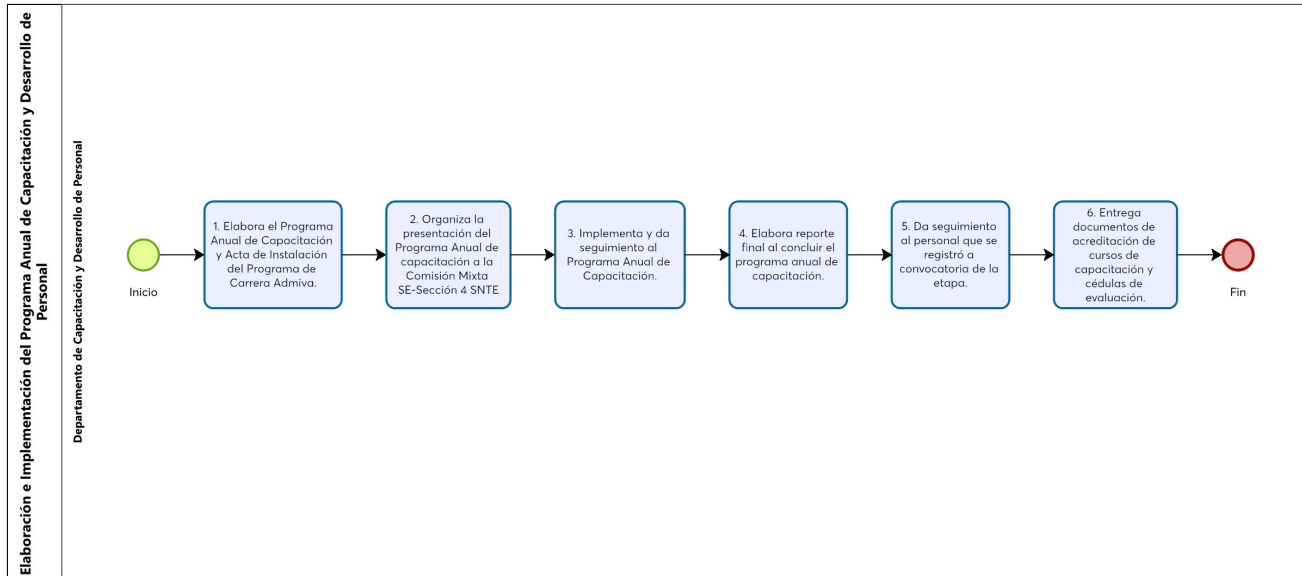 Elaboración e Implementación del Programa Anual de Capacitación y Desarrollo de
Personal
Departamento de Capacitación y Desarrollo de Personal
Inicio
1. Elabora el Programa
Anual de Capacitación
y Acta de Instalación
del Programa de
Carrera Admiva.
2. Organiza la
presentación del
Programa Anual de
capacitación a la
Comisión Mixta
SE-Sección 4 SNTE
3. Implementa y da
seguimiento al
Programa Anual de
Capacitación.
4. Elabora reporte
final al concluir el
programa anual de
capacitación.
5. Da seguimiento
al personal que se
registró a
convocatoria de la
etapa.
6. Entrega
documentos de
acreditación de
cursos de
capacitación y
cédulas de
evaluación.
Fin